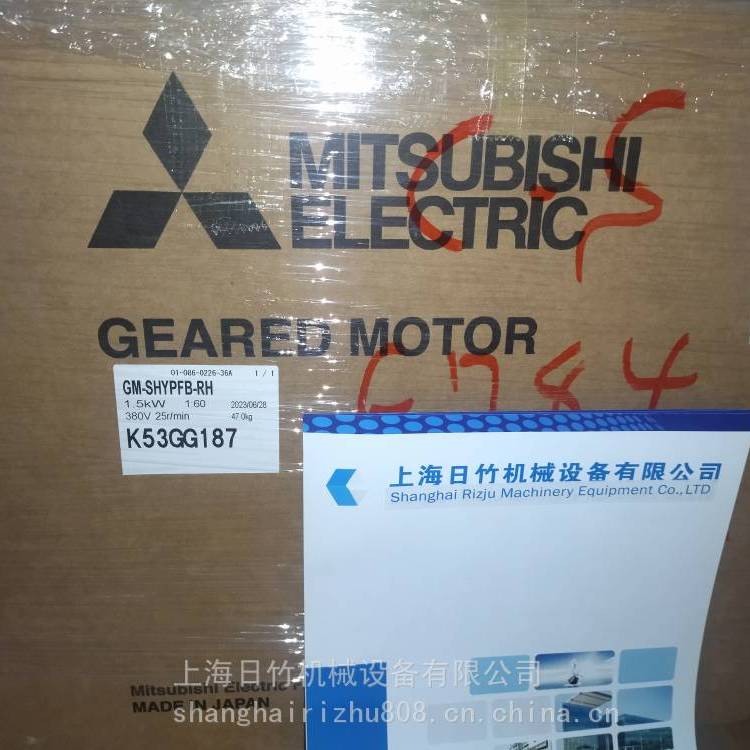 MITSUBISHI
ELECTRIC
C-S
GEARED MOTOR
01-086-0226-36A 1/1
GM-SHYPFB-RH
1.5kW 1:60 2023/06/28
380V 25r/min 47.0kg
K53GG187
上海日竹机械设备有限公司
Shanghai Rizju Machinery Equipment Co.,LTD
Mitsubishi Electric
MADE IN JAPAN
上海日竹机械设备有限公司
shanghairizhu808.cn.china.cn